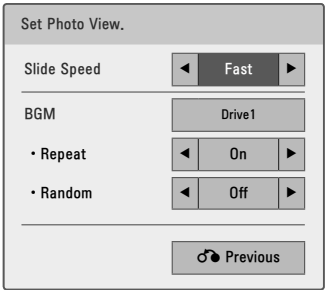 Set Photo View.
Slide Speed ◀ Fast ▶
BGM Drive1
• Repeat ◀ On ▶
• Random ◀ Off ▶
Previous